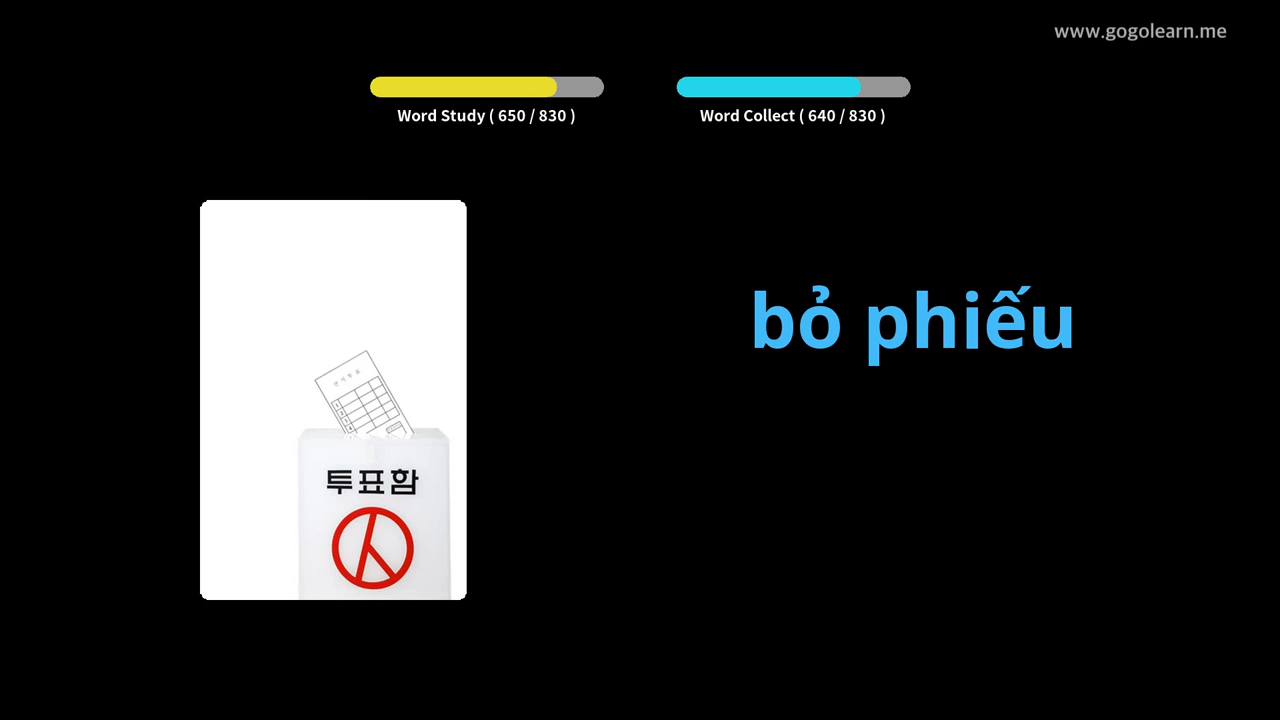 www.gogolearn.me
Word Study ( 650 / 830 )
Word Collect ( 640 / 830 )
bỏ phiếu
투표함